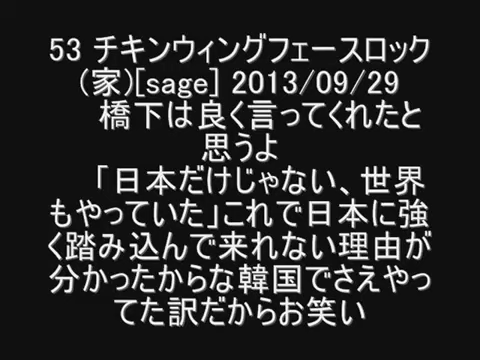 53 チキンウィングフェースロック
(家)[sage] 2013/09/29
橋下は良く言ってくれたと
思うよ
「日本だけじゃない、世界
もやっていた」これで日本に強
く踏み込んで来れない理由が
分かったからな韓国でさえやっ
てた訳だからお笑い